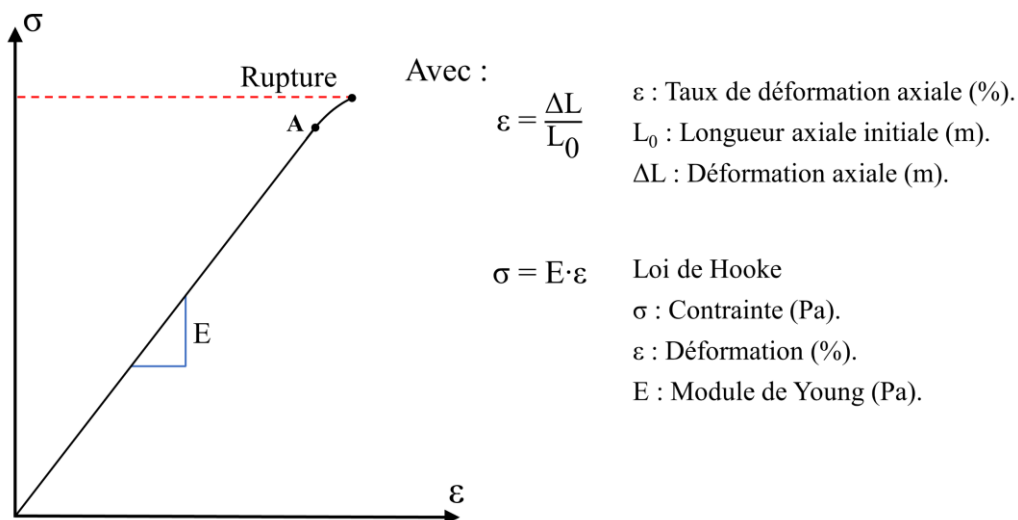 σ
Rupture
A
E
ε
Avec :
ε = ΔL / L₀
ε : Taux de déformation axiale (%).
L₀ : Longueur axiale initiale (m).
ΔL : Déformation axiale (m).
σ = E·ε
Loi de Hooke
σ : Contrainte (Pa).
ε : Déformation (%).
E : Module de Young (Pa).